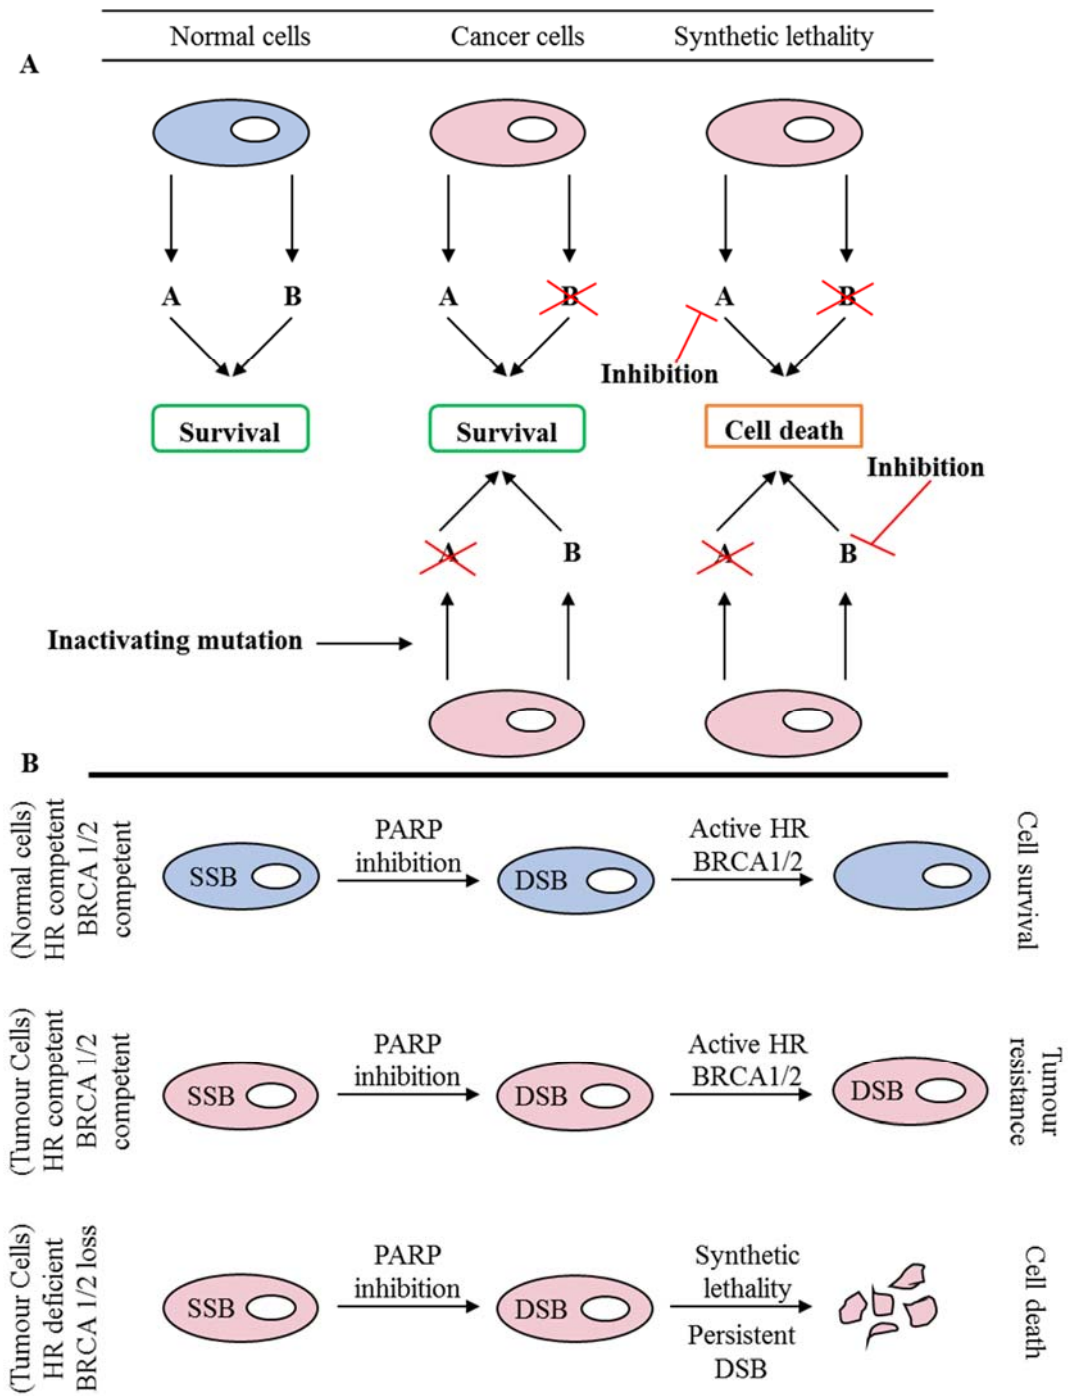 Normal cells
Cancer cells
Synthetic lethality
A
A
B
A
B
A
B
Inhibition
Survival
Survival
Cell death
Inhibition
A
B
A
B
Inactivating mutation
B
(Normal cells)
HR competent
BRCA 1/2
competent
SSB
PARP
inhibition
DSB
Active HR
BRCA1/2
Cell survival
(Tumour Cells)
HR competent
BRCA 1/2
competent
SSB
PARP
inhibition
DSB
Active HR
BRCA1/2
DSB
Tumour
resistance
(Tumour Cells)
HR deficient
BRCA 1/2 loss
SSB
PARP
inhibition
DSB
Synthetic
lethality
Persistent
DSB
Cell death